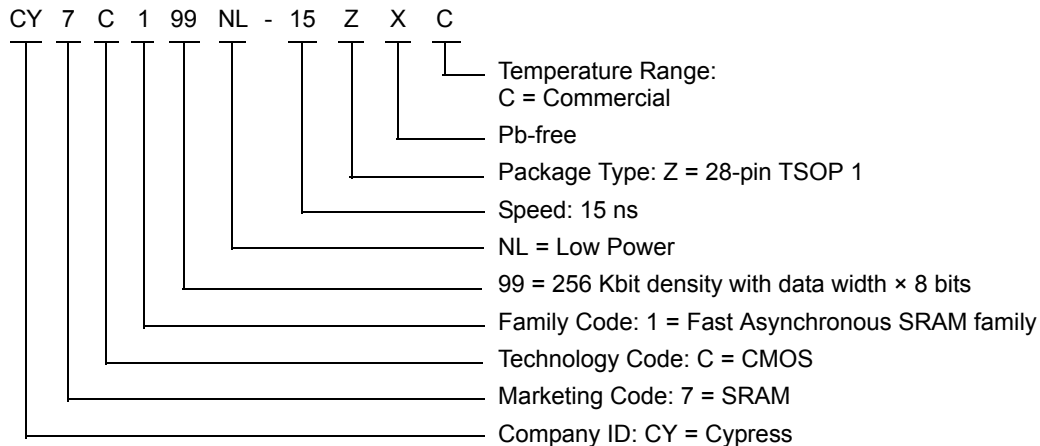 CY 7 C 1 99 NL - 15 Z X C
Temperature Range:
C = Commercial
Pb-free
Package Type: Z = 28-pin TSOP 1
Speed: 15 ns
NL = Low Power
99 = 256 Kbit density with data width × 8 bits
Family Code: 1 = Fast Asynchronous SRAM family
Technology Code: C = CMOS
Marketing Code: 7 = SRAM
Company ID: CY = Cypress